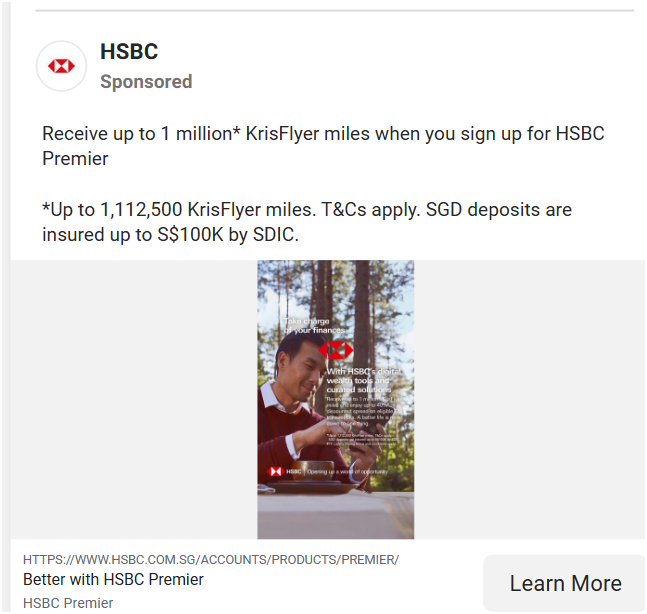 HSBC
Sponsored
Receive up to 1 million* KrisFlyer miles when you sign up for HSBC
Premier
*Up to 1,112,500 KrisFlyer miles. T&Cs apply. SGD deposits are
insured up to S$100K by SDIC.
Take charge
of your finances
With HSBC's digital
wealth tools and
curated solutions
HSBC | Opening up a world of opportunity
HTTPS://WWW.HSBC.COM.SG/ACCOUNTS/PRODUCTS/PREMIER/
Better with HSBC Premier
HSBC Premier
Learn More